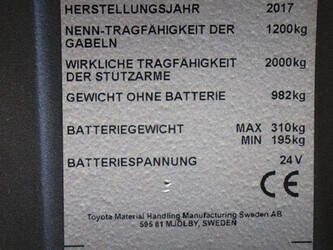 HERSTELLUNGSJAHR 2017
NENN-TRAGFÄHIGKEIT DER 1200kg
GABELN
WIRKLICHE TRAGFÄHIGKEIT 2000kg
DER STÜTZARME
GEWICHT OHNE BATTERIE 982kg
BATTERIEGEWICHT MAX 310kg
MIN 195kg
BATTERIESPANNUNG 24V
CE
Toyota Material Handling Manufacturing Sweden AB
595 81 MJÖLBY, SWEDEN